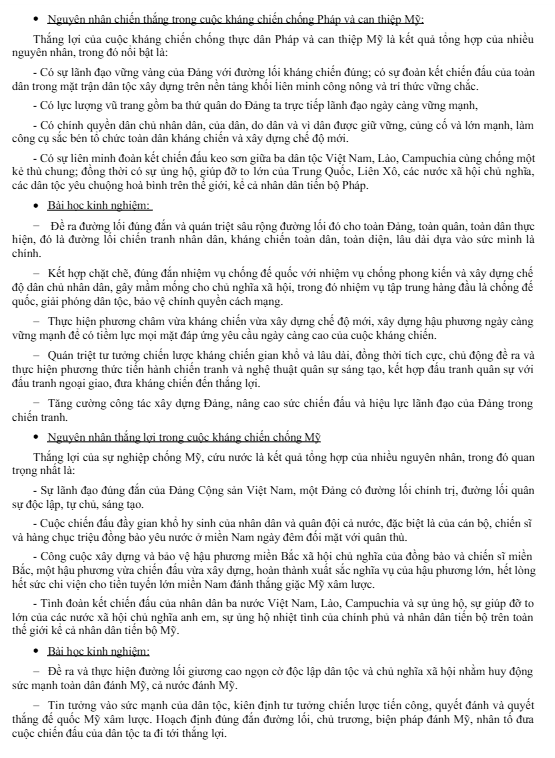 • Nguyên nhân chiến thắng trong cuộc kháng chiến chống Pháp và can thiệp Mỹ:
Thắng lợi của cuộc kháng chiến chống thực dân Pháp và can thiệp Mỹ là kết quả tổng hợp của nhiều
nguyên nhân, trong đó nổi bật là:
- Có sự lãnh đạo vững vàng của Đảng với đường lối kháng chiến đúng; có sự đoàn kết chiến đấu của toàn
dân trong mặt trận dân tộc xây dựng trên nền tảng khối liên minh công nông và trí thức vững chắc.
- Có lực lượng vũ trang gồm ba thứ quân do Đảng ta trực tiếp lãnh đạo ngày càng vững mạnh,
- Có chính quyền dân chủ nhân dân, của dân, do dân và vì dân được giữ vững, củng cố và lớn mạnh, làm
công cụ sắc bén tổ chức toàn dân kháng chiến và xây dựng chế độ mới.
- Có sự liên minh đoàn kết chiến đấu keo sơn giữa ba dân tộc Việt Nam, Lào, Campuchia cùng chống một
kẻ thù chung; đồng thời có sự ủng hộ, giúp đỡ to lớn của Trung Quốc, Liên Xô, các nước xã hội chủ nghĩa,
các dân tộc yêu chuộng hoà bình trên thế giới, kể cả nhân dân tiến bộ Pháp.
• Bài học kinh nghiệm:
– Đề ra đường lối đúng đắn và quán triệt sâu rộng đường lối đó cho toàn Đảng, toàn quân, toàn dân thực
hiện, đó là đường lối chiến tranh nhân dân, kháng chiến toàn dân, toàn diện, lâu dài dựa vào sức mình là
chính.
– Kết hợp chặt chẽ, đúng đắn nhiệm vụ chống đế quốc với nhiệm vụ chống phong kiến và xây dựng chế
độ dân chủ nhân dân, gây mầm mống cho chủ nghĩa xã hội, trong đó nhiệm vụ tập trung hàng đầu là chống đế
quốc, giải phóng dân tộc, bảo vệ chính quyền cách mạng.
– Thực hiện phương châm vừa kháng chiến vừa xây dựng chế độ mới, xây dựng hậu phương ngày càng
vững mạnh để có tiềm lực mọi mặt đáp ứng yêu cầu ngày càng cao của cuộc kháng chiến.
– Quán triệt tư tưởng chiến lược kháng chiến gian khổ và lâu dài, đồng thời tích cực, chủ động đề ra và
thực hiện phương thức tiến hành chiến tranh và nghệ thuật quân sự sáng tạo, kết hợp đấu tranh quân sự với
đấu tranh ngoại giao, đưa kháng chiến đến thắng lợi.
– Tăng cường công tác xây dựng Đảng, nâng cao sức chiến đấu và hiệu lực lãnh đạo của Đảng trong
chiến tranh.
• Nguyên nhân thắng lợi trong cuộc kháng chiến chống Mỹ
Thắng lợi của sự nghiệp chống Mỹ, cứu nước là kết quả tổng hợp của nhiều nguyên nhân, trong đó quan
trọng nhất là:
- Sự lãnh đạo đúng đắn của Đảng Cộng sản Việt Nam, một Đảng có đường lối chính trị, đường lối quân
sự độc lập, tự chủ, sáng tạo.
- Cuộc chiến đấu đầy gian khổ hy sinh của nhân dân và quân đội cả nước, đặc biệt là của cán bộ, chiến sĩ
và hàng chục triệu đồng bào yêu nước ở miền Nam ngày đêm đối mặt với quân thù.
- Công cuộc xây dựng và bảo vệ hậu phương miền Bắc xã hội chủ nghĩa của đồng bào và chiến sĩ miền
Bắc, một hậu phương vừa chiến đấu vừa xây dựng, hoàn thành xuất sắc nghĩa vụ của hậu phương lớn, hết lòng
hết sức chi viện cho tiền tuyến lớn miền Nam đánh thắng giặc Mỹ xâm lược.
- Tình đoàn kết chiến đấu của nhân dân ba nước Việt Nam, Lào, Campuchia và sự ủng hộ, sự giúp đỡ to
lớn của các nước xã hội chủ nghĩa anh em, sự ủng hộ nhiệt tình của chính phủ và nhân dân tiến bộ trên toàn
thế giới kể cả nhân dân tiến bộ Mỹ.
• Bài học kinh nghiệm:
– Đề ra và thực hiện đường lối giương cao ngọn cờ độc lập dân tộc và chủ nghĩa xã hội nhằm huy động
sức mạnh toàn dân đánh Mỹ, cả nước đánh Mỹ.
– Tin tưởng vào sức mạnh của dân tộc, kiên định tư tưởng chiến lược tiến công, quyết đánh và quyết
thắng đế quốc Mỹ xâm lược. Hoạch định đúng đắn đường lối, chủ trương, biện pháp đánh Mỹ, nhân tố đưa
cuộc chiến đấu của dân tộc ta đi tới thắng lợi.